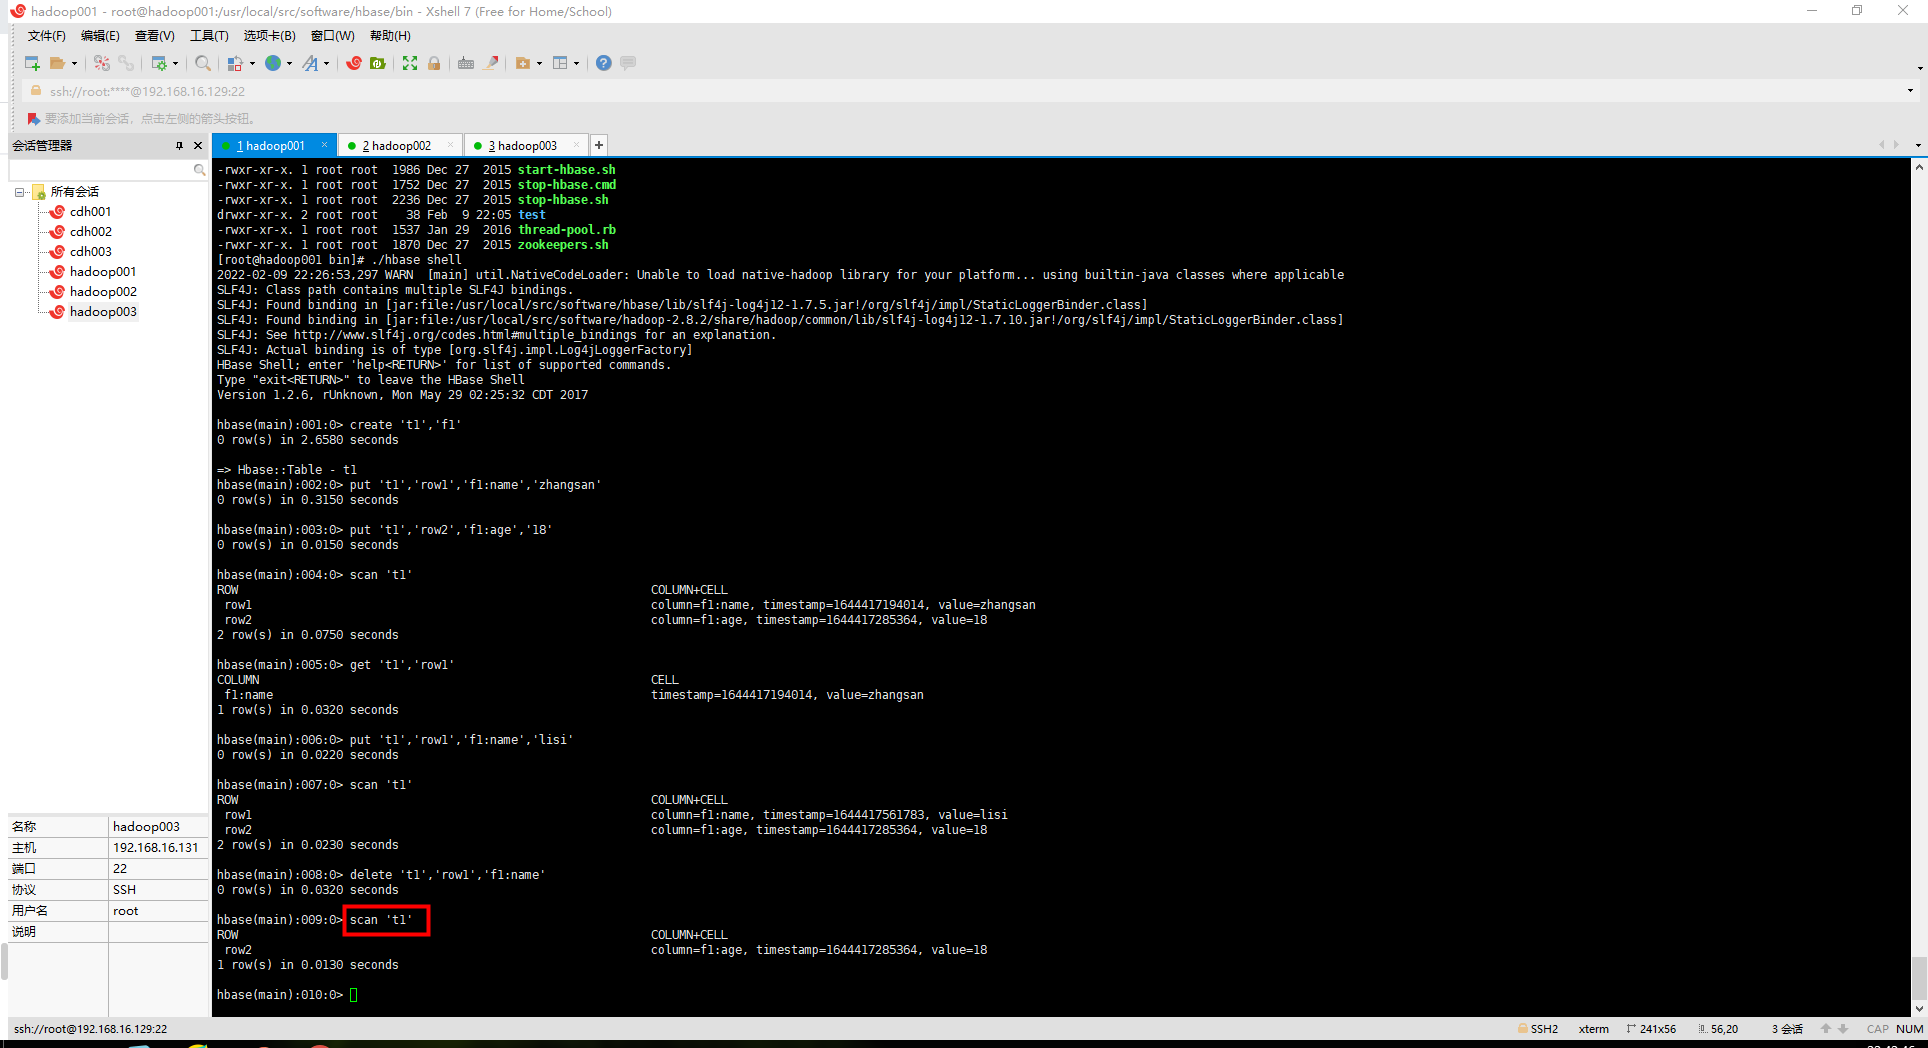 hadoop001 - root@hadoop001:/usr/local/src/software/hbase/bin - Xshell 7 (Free for Home/School)
文件(F) 编辑(E) 查看(V) 工具(T) 选项卡(B) 窗口(W) 帮助(H)
ssh://root:****@192.168.16.129:22
要添加当前会话，点击左侧的箭头按钮。
会话管理器
1 hadoop001 2 hadoop002 3 hadoop003
所有会话
cdh001
cdh002
cdh003
hadoop001
hadoop002
hadoop003
名称 hadoop003
主机 192.168.16.131
端口 22
协议 SSH
用户名 root
说明
-rwxr-xr-x. 1 root root  1986 Dec 27  2015 start-hbase.sh
-rwxr-xr-x. 1 root root  1752 Dec 27  2015 stop-hbase.cmd
-rwxr-xr-x. 1 root root  2236 Dec 27  2015 stop-hbase.sh
drwxr-xr-x. 2 root root    38 Feb  9 22:05 test
-rwxr-xr-x. 1 root root  1537 Jan 29  2016 thread-pool.rb
-rwxr-xr-x. 1 root root  1870 Dec 27  2015 zookeepers.sh
[root@hadoop001 bin]# ./hbase shell
2022-02-09 22:26:53,297 WARN  [main] util.NativeCodeLoader: Unable to load native-hadoop library for your platform... using builtin-java classes where applicable
SLF4J: Class path contains multiple SLF4J bindings.
SLF4J: Found binding in [jar:file:/usr/local/src/software/hbase/lib/slf4j-log4j12-1.7.5.jar!/org/slf4j/impl/StaticLoggerBinder.class]
SLF4J: Found binding in [jar:file:/usr/local/src/software/hadoop-2.8.2/share/hadoop/common/lib/slf4j-log4j12-1.7.10.jar!/org/slf4j/impl/StaticLoggerBinder.class]
SLF4J: See http://www.slf4j.org/codes.html#multiple_bindings for an explanation.
SLF4J: Actual binding is of type [org.slf4j.impl.Log4jLoggerFactory]
HBase Shell; enter 'help<RETURN>' for list of supported commands.
Type "exit<RETURN>" to leave the HBase Shell
Version 1.2.6, rUnknown, Mon May 29 02:25:32 CDT 2017
hbase(main):001:0> create 't1','f1'
0 row(s) in 2.6580 seconds
=> Hbase::Table - t1
hbase(main):002:0> put 't1','row1','f1:name','zhangsan'
0 row(s) in 0.3150 seconds
hbase(main):003:0> put 't1','row2','f1:age','18'
0 row(s) in 0.0150 seconds
hbase(main):004:0> scan 't1'
ROW COLUMN+CELL
row1 column=f1:name, timestamp=1644417194014, value=zhangsan
row2 column=f1:age, timestamp=1644417285364, value=18
2 row(s) in 0.0750 seconds
hbase(main):005:0> get 't1','row1'
COLUMN CELL
f1:name timestamp=1644417194014, value=zhangsan
1 row(s) in 0.0320 seconds
hbase(main):006:0> put 't1','row1','f1:name','lisi'
0 row(s) in 0.0220 seconds
hbase(main):007:0> scan 't1'
ROW COLUMN+CELL
row1 column=f1:name, timestamp=1644417561783, value=lisi
row2 column=f1:age, timestamp=1644417285364, value=18
2 row(s) in 0.0230 seconds
hbase(main):008:0> delete 't1','row1','f1:name'
0 row(s) in 0.0320 seconds
hbase(main):009:0> scan 't1'
ROW COLUMN+CELL
row2 column=f1:age, timestamp=1644417285364, value=18
1 row(s) in 0.0130 seconds
hbase(main):010:0>
ssh://root@192.168.16.129:22 SSH2 xterm 241x56 56,20 3 会话 CAP NUM